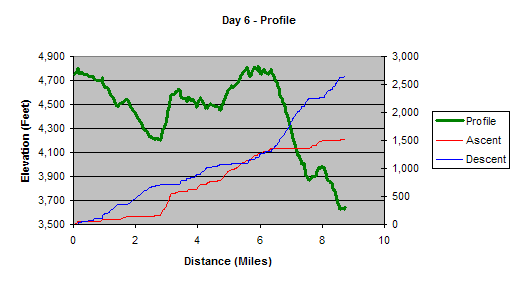 Day 6 - Profile
4,900
4,700
4,500
4,300
4,100
3,900
3,700
3,500
Elevation (Feet)
3,000
2,500
2,000
1,500
1,000
500
0
0 2 4 6 8 10
Distance (Miles)
Profile
Ascent
Descent